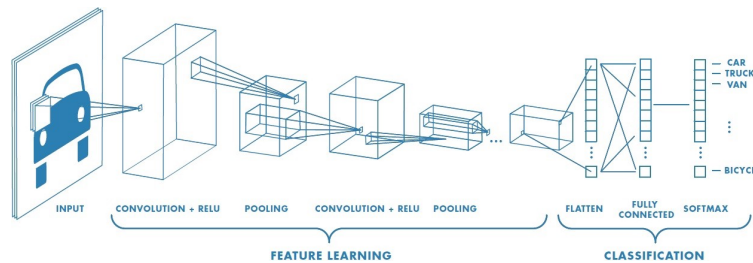 CAR
TRUCK
VAN
BICYC
INPUT
CONVOLUTION + RELU
POOLING
CONVOLUTION + RELU
POOLING
FLATTEN
FULLY
CONNECTED
SOFTMAX
FEATURE LEARNING
CLASSIFICATION